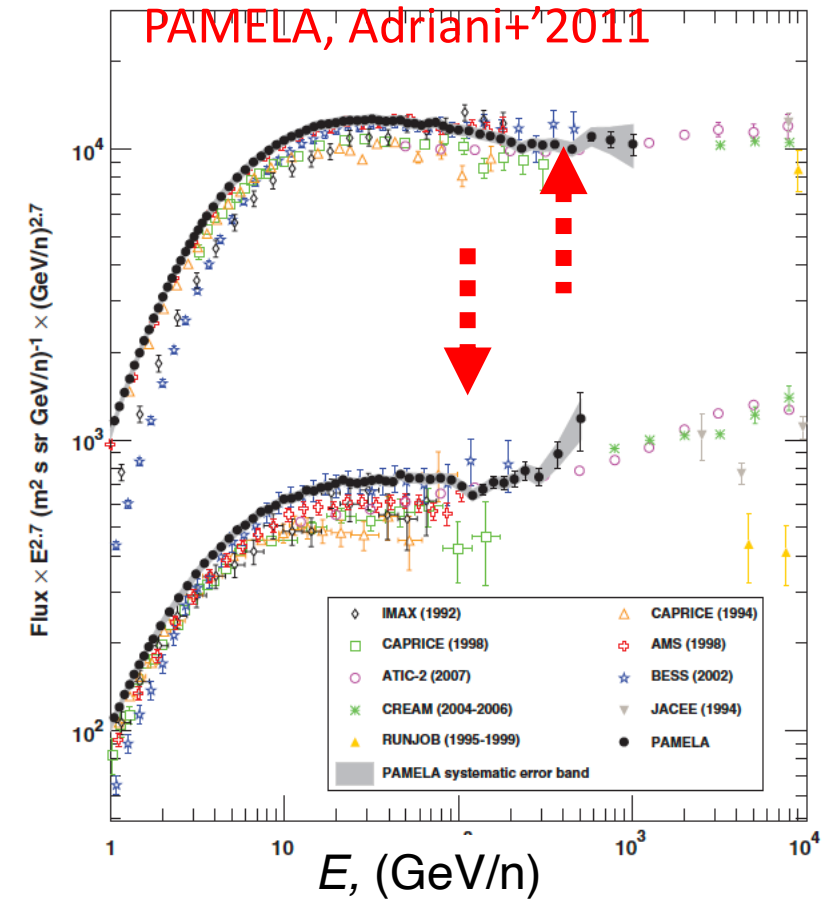 PAMELA, Adriani+'2011
Flux × E2.7 (m2 s sr GeV/n)-1 × (GeV/n)2.7
104
103
102
IMAX (1992)
CAPRICE (1994)
CAPRICE (1998)
AMS (1998)
ATIC-2 (2007)
BESS (2002)
CREAM (2004-2006)
JACEE (1994)
RUNJOB (1995-1999)
PAMELA
PAMELA systematic error band
1
10
103
104
E, (GeV/n)